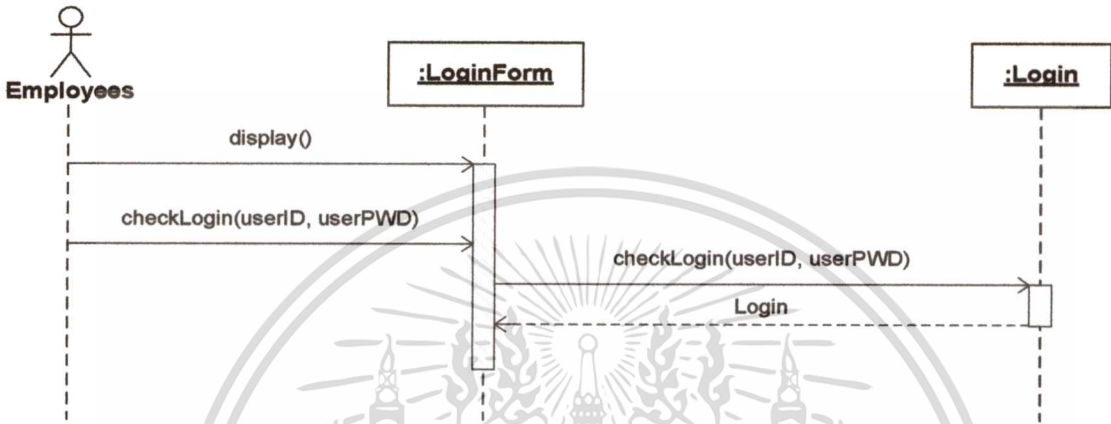 Employees
:LoginForm
:Login
display()
checkLogin(userID, userPWD)
checkLogin(userID, userPWD)
Login